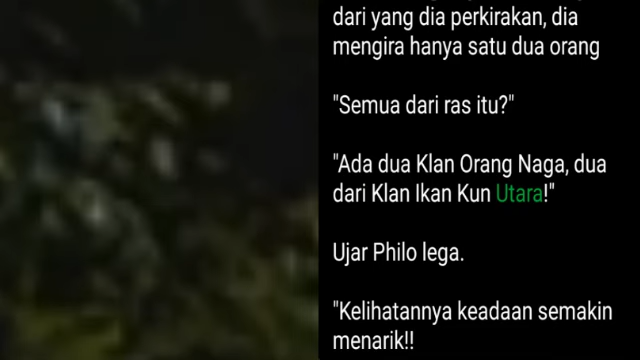 dari yang dia perkirakan, dia
mengira hanya satu dua orang
"Semua dari ras itu?"
"Ada dua Klan Orang Naga, dua
dari Klan Ikan Kun Utara!"
Ujar Philo lega.
"Kelihatannya keadaan semakin
menarik!!